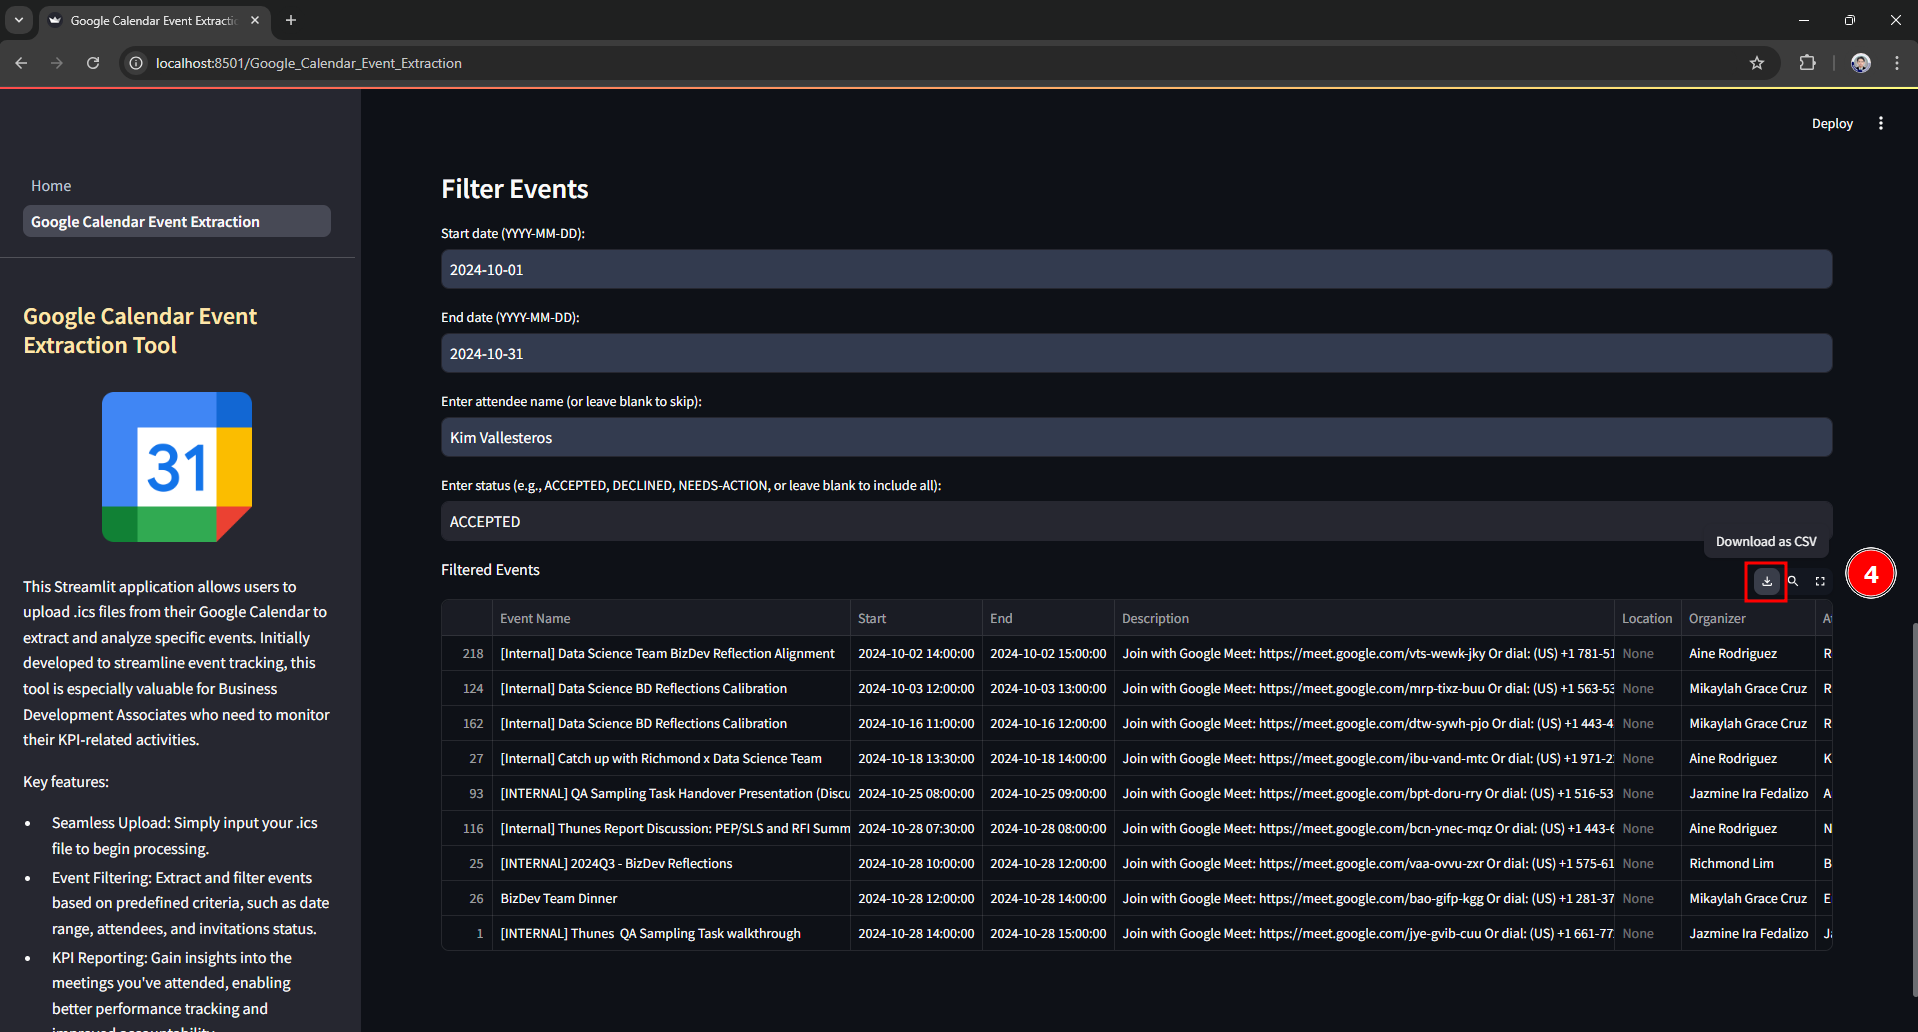 Google Calendar Event Extractio
localhost:8501/Google_Calendar_Event_Extraction
Deploy
Home
Google Calendar Event Extraction
Google Calendar Event
Extraction Tool
31
This Streamlit application allows users to
upload .ics files from their Google Calendar to
extract and analyze specific events. Initially
developed to streamline event tracking, this
tool is especially valuable for Business
Development Associates who need to monitor
their KPI-related activities.
Key features:
• Seamless Upload: Simply input your .ics
file to begin processing.
• Event Filtering: Extract and filter events
based on predefined criteria, such as date
range, attendees, and invitations status.
• KPI Reporting: Gain insights into the
meetings you've attended, enabling
better performance tracking and
improved accountability.
Filter Events
Start date (YYYY-MM-DD):
2024-10-01
End date (YYYY-MM-DD):
2024-10-31
Enter attendee name (or leave blank to skip):
Kim Vallesteros
Enter status (e.g., ACCEPTED, DECLINED, NEEDS-ACTION, or leave blank to include all):
ACCEPTED
Download as CSV
Filtered Events
4
Event Name Start End Description Location Organizer A
218 [Internal] Data Science Team BizDev Reflection Alignment 2024-10-02 14:00:00 2024-10-02 15:00:00 Join with Google Meet: https://meet.google.com/vts-wewk-jky Or dial: (US) +1 781-51 None Aine Rodriguez R
124 [Internal] Data Science BD Reflections Calibration 2024-10-03 12:00:00 2024-10-03 13:00:00 Join with Google Meet: https://meet.google.com/mrp-tixz-buu Or dial: (US) +1 563-53 None Mikaylah Grace Cruz R
162 [Internal] Data Science BD Reflections Calibration 2024-10-16 11:00:00 2024-10-16 12:00:00 Join with Google Meet: https://meet.google.com/dtw-sywh-pjo Or dial: (US) +1 443-4 None Mikaylah Grace Cruz R
27 [Internal] Catch up with Richmond x Data Science Team 2024-10-18 13:30:00 2024-10-18 14:00:00 Join with Google Meet: https://meet.google.com/ibu-vand-mtc Or dial: (US) +1 971-2 None Aine Rodriguez K
93 [INTERNAL] QA Sampling Task Handover Presentation (Discu 2024-10-25 08:00:00 2024-10-25 09:00:00 Join with Google Meet: https://meet.google.com/bpt-doru-rry Or dial: (US) +1 516-53 None Jazmine Ira Fedalizo A
116 [Internal] Thunes Report Discussion: PEP/SLS and RFI Summ 2024-10-28 07:30:00 2024-10-28 08:00:00 Join with Google Meet: https://meet.google.com/bcn-ynec-mqz Or dial: (US) +1 443-6 None Aine Rodriguez N
25 [INTERNAL] 2024Q3 - BizDev Reflections 2024-10-28 10:00:00 2024-10-28 12:00:00 Join with Google Meet: https://meet.google.com/vaa-ovvu-zxr Or dial: (US) +1 575-61 None Richmond Lim B
26 BizDev Team Dinner 2024-10-28 12:00:00 2024-10-28 14:00:00 Join with Google Meet: https://meet.google.com/bao-gifp-kgg Or dial: (US) +1 281-37 None Mikaylah Grace Cruz E
1 [INTERNAL] Thunes QA Sampling Task walkthrough 2024-10-28 14:00:00 2024-10-28 15:00:00 Join with Google Meet: https://meet.google.com/jye-gvib-cuu Or dial: (US) +1 661-77 None Jazmine Ira Fedalizo J